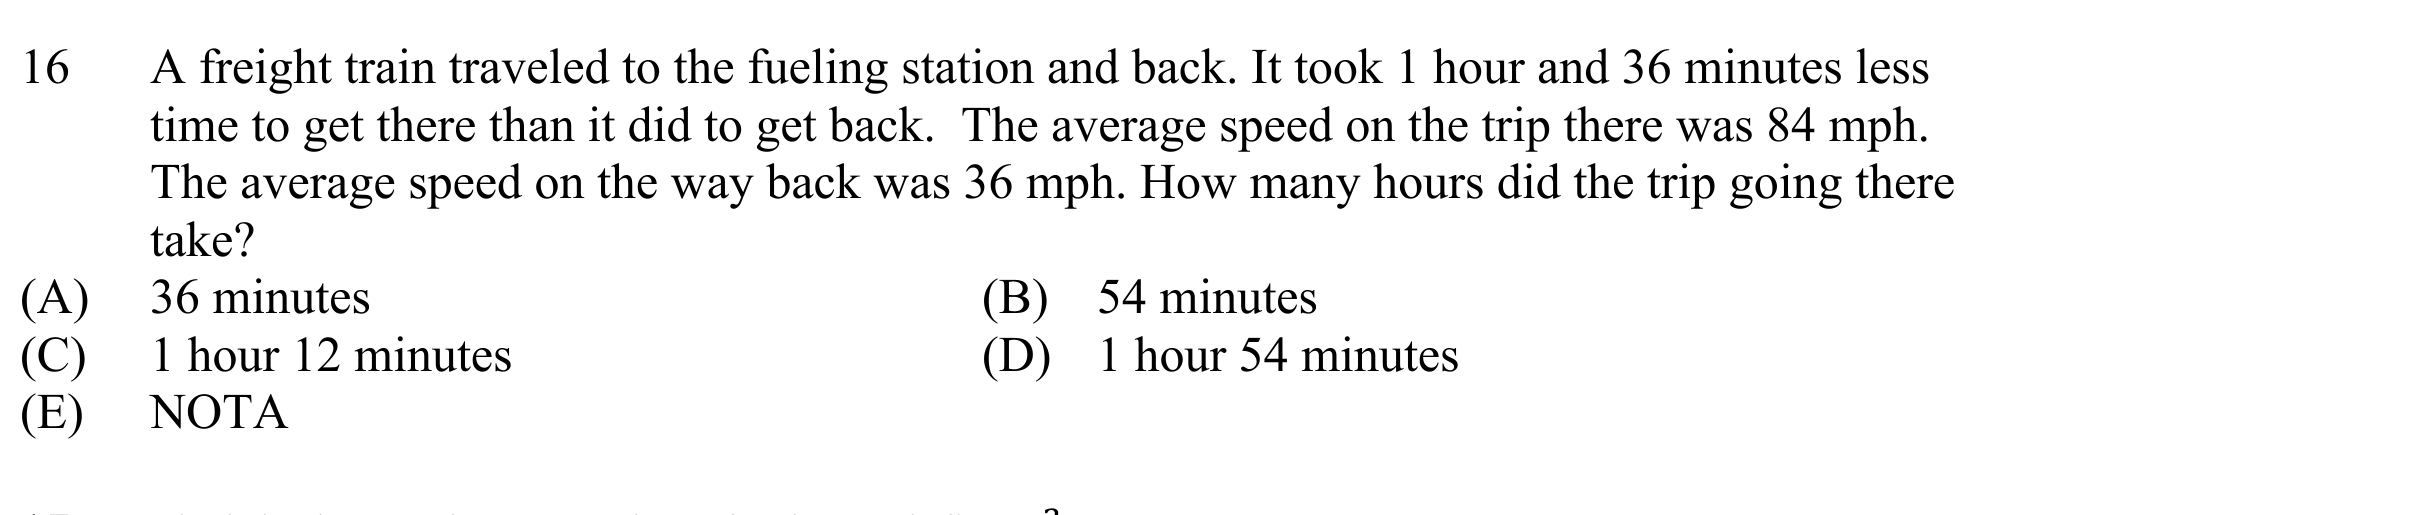 16 A freight train traveled to the fueling station and back. It took 1 hour and 36 minutes less
time to get there than it did to get back. The average speed on the trip there was 84 mph.
The average speed on the way back was 36 mph. How many hours did the trip going there
take?
(A) 36 minutes (B) 54 minutes
(C) 1 hour 12 minutes (D) 1 hour 54 minutes
(E) NOTA